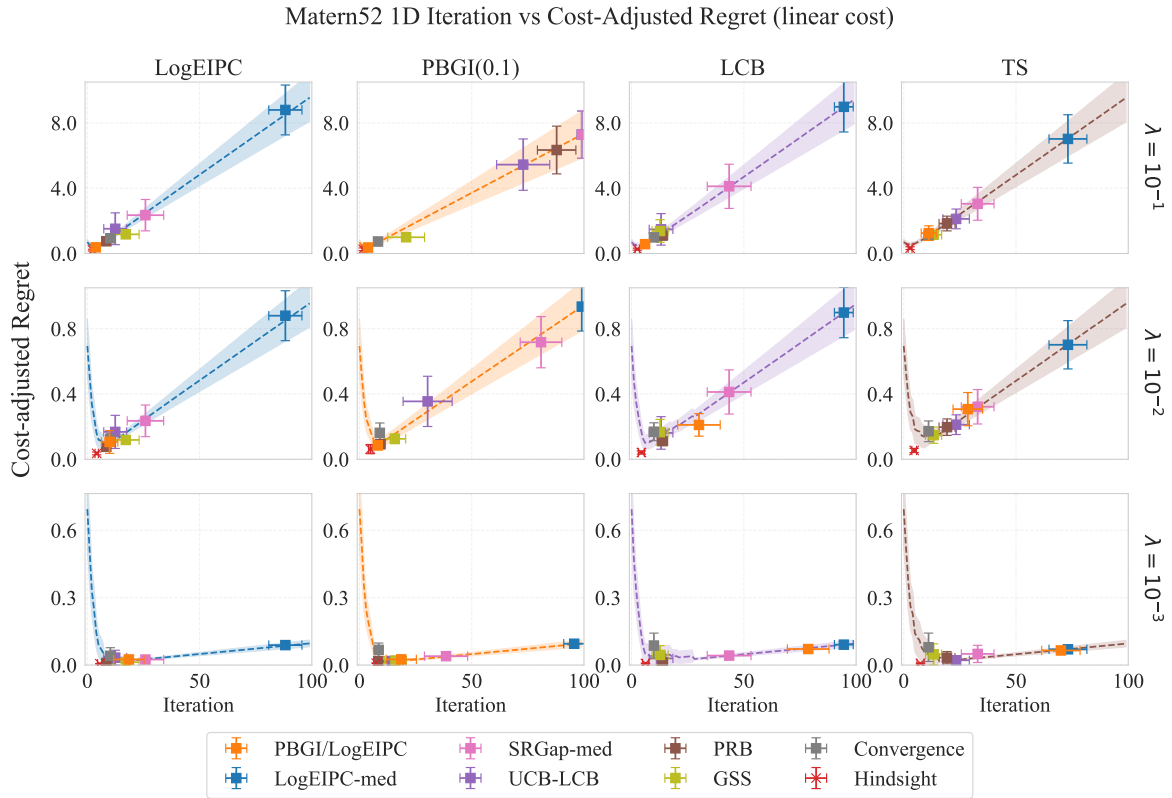 Matern52 1D Iteration vs Cost-Adjusted Regret (linear cost)
LogEIPC
PBGI(0.1)
LCB
TS
8.0
4.0
0.0
8.0
4.0
0.0
8.0
4.0
0.0
8.0
4.0
0.0
λ = 10⁻¹
Cost-adjusted Regret
0.8
0.4
0.0
0.8
0.4
0.0
0.8
0.4
0.0
0.8
0.4
0.0
λ = 10⁻²
0.6
0.3
0.0
0.6
0.3
0.0
0.6
0.3
0.0
0.6
0.3
0.0
λ = 10⁻³
0 50 100
0 50 100
0 50 100
0 50 100
Iteration
Iteration
Iteration
Iteration
PBGI/LogEIPC
SRGap-med
PRB
Convergence
LogEIPC-med
UCB-LCB
GSS
Hindsight